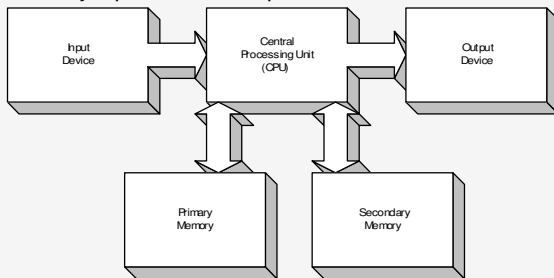 Input
Device
Central
Processing Unit
(CPU)
Output
Device
Primary
Memory
Secondary
Memory